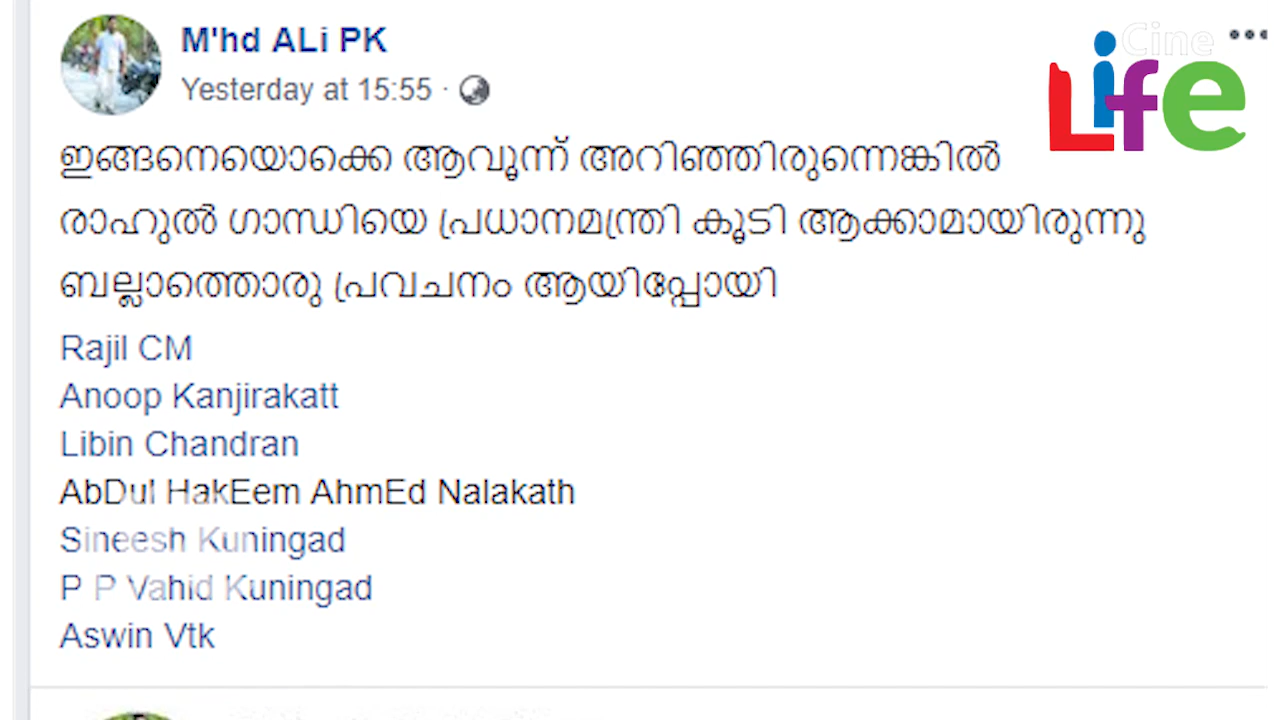 M'hd ALi PK
Cine
LifE
Yesterday at 15:55 ·
ഇങ്ങനെയൊക്കെ ആവൂന്ന് അറിഞ്ഞിരുന്നെങ്കിൽ
രാഹുൽ ഗാന്ധിയെ പ്രധാനമന്ത്രി കൂടി ആക്കാമായിരുന്നു
ബല്ലാത്തൊരു പ്രവചനം ആയിപ്പോയി
Rajil CM
Anoop Kanjirakatt
Libin Chandran
AbDul HakEem AhmEd Nalakath
Sineesh Kuningad
P P Vahid Kuningad
Aswin Vtk